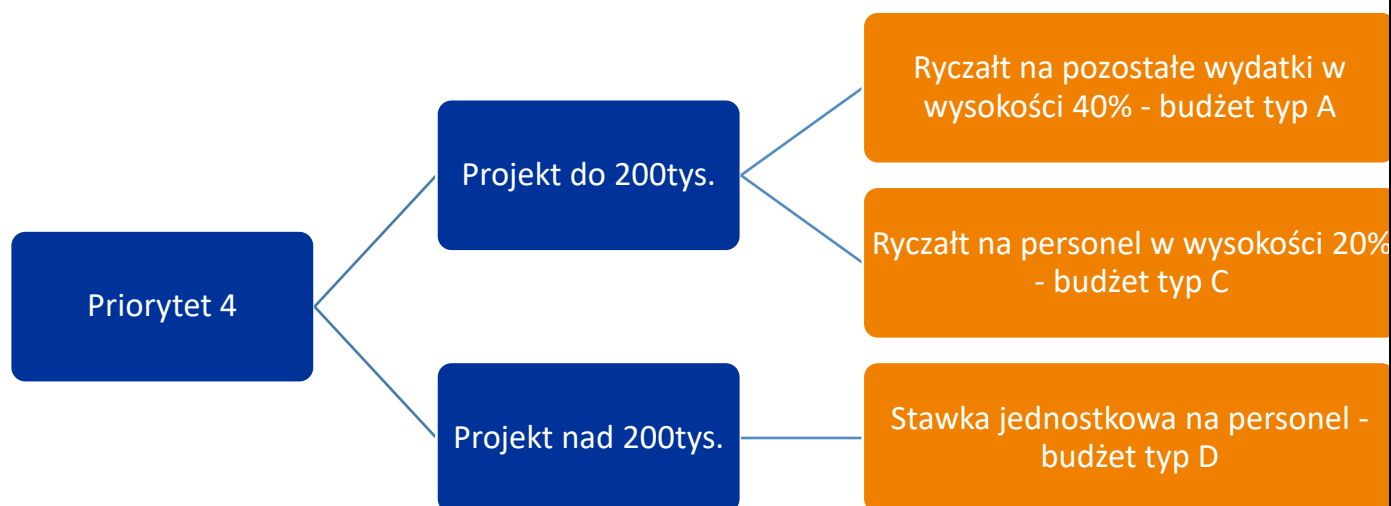 Priorytet 4
Projekt do 200tys.
Ryczałt na pozostałe wydatki w
wysokości 40% - budżet typ A
Ryczałt na personel w wysokości 20%
- budżet typ C
Projekt nad 200tys.
Stawka jednostkowa na personel -
budżet typ D